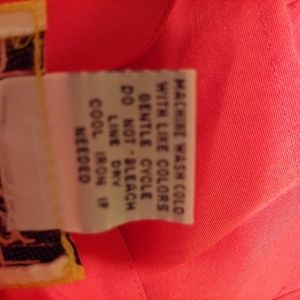 MACHINE WASH COLD
WITH LIKE COLORS
GENTLE CYCLE
DO NOT BLEACH
LINE DRY
COOL IRON IF
NEEDED